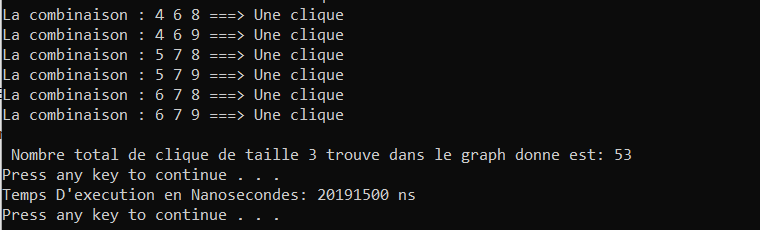 La combinaison : 4 6 8 ===> Une clique
La combinaison : 4 6 9 ===> Une clique
La combinaison : 5 7 8 ===> Une clique
La combinaison : 5 7 9 ===> Une clique
La combinaison : 6 7 8 ===> Une clique
La combinaison : 6 7 9 ===> Une clique
Nombre total de clique de taille 3 trouve dans le graph donne est: 53
Press any key to continue . . .
Temps D'execution en Nanosecondes: 20191500 ns
Press any key to continue . . .